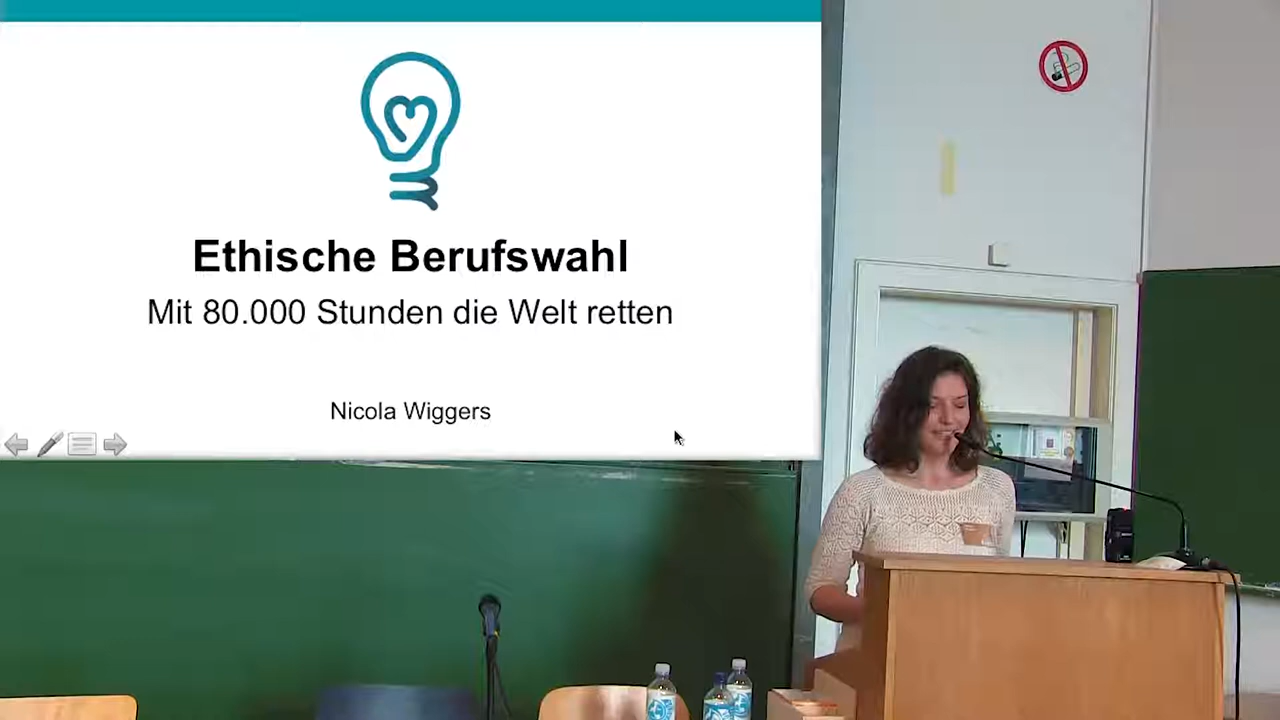 Ethische Berufswahl
Mit 80.000 Stunden die Welt retten
Nicola Wiggers